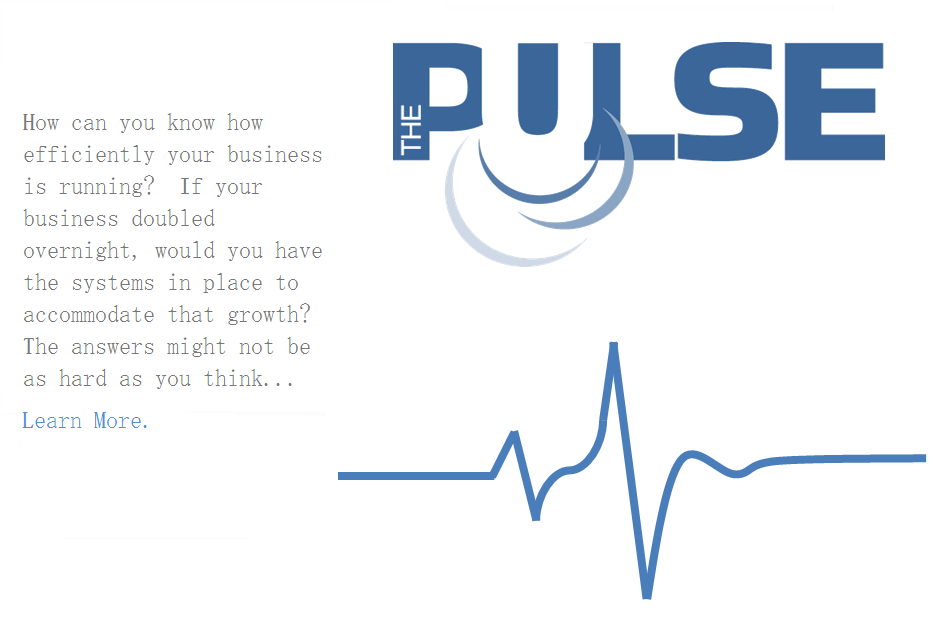 THE PULSE
How can you know how
efficiently your business
is running?  If your
business doubled
overnight, would you have
the systems in place to
accommodate that growth?
The answers might not be
as hard as you think...
Learn More.